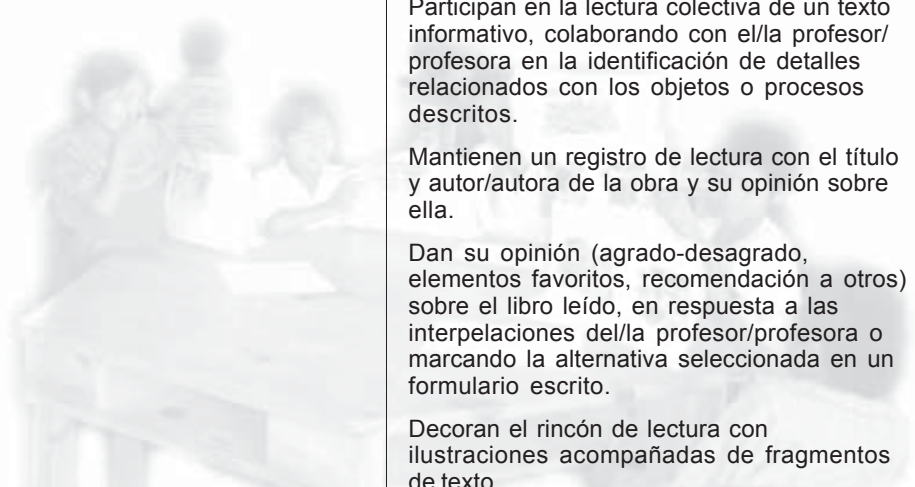 Participan en la lectura colectiva de un texto
informativo, colaborando con el/la profesor/
profesora en la identificación de detalles
relacionados con los objetos o procesos
descritos.
Mantienen un registro de lectura con el título
y autor/autora de la obra y su opinión sobre
ella.
Dan su opinión (agrado-desagrado,
elementos favoritos, recomendación a otros)
sobre el libro leído, en respuesta a las
interpelaciones del/la profesor/profesora o
marcando la alternativa seleccionada en un
formulario escrito.
Decoran el rincón de lectura con
ilustraciones acompañadas de fragmentos
de texto